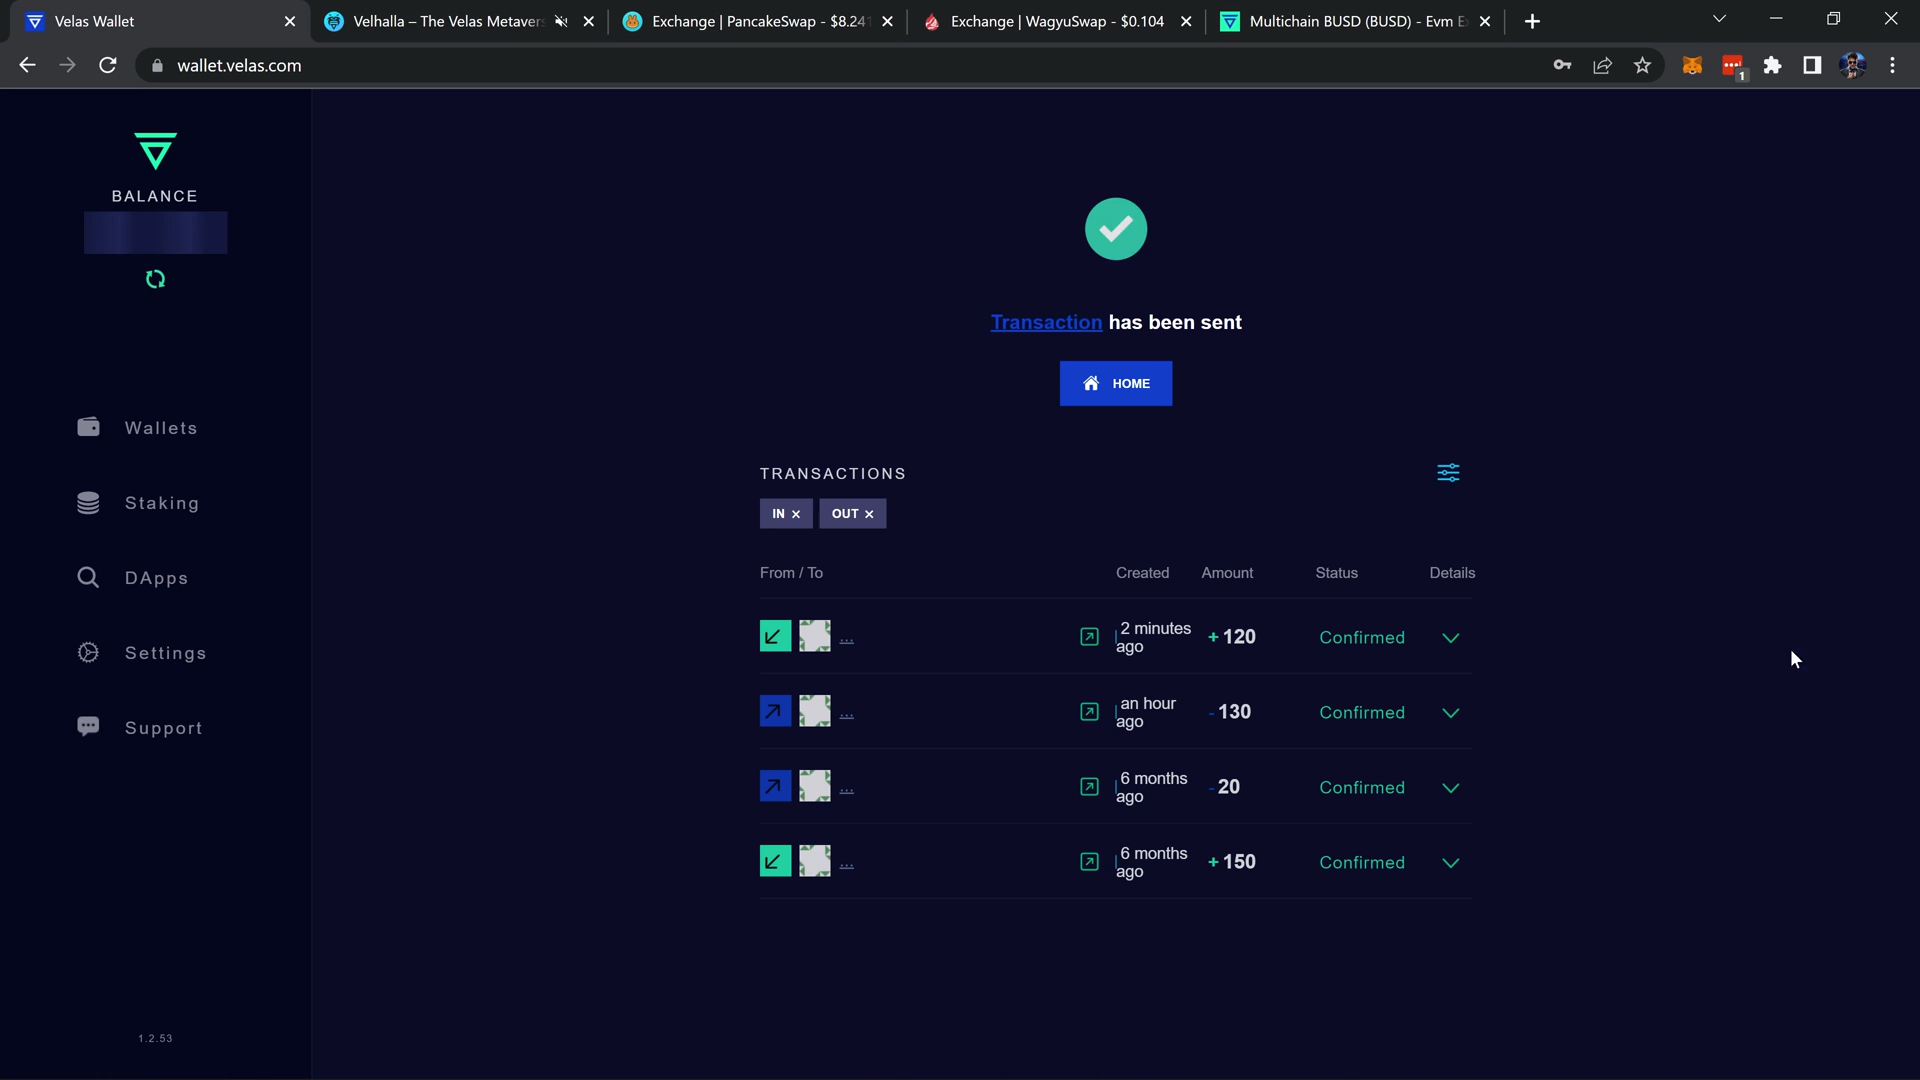 Velas Wallet
Velhalla – The Velas Metavers
Exchange | PancakeSwap - $8.241
Exchange | WagyuSwap - $0.104
Multichain BUSD (BUSD) - Evm E
wallet.velas.com
1
BALANCE
Wallets
Staking
DApps
Settings
Support
1.2.53
Transaction has been sent
HOME
TRANSACTIONS
IN ×
OUT ×
From / To Created Amount Status Details
... 2 minutes ago +120 Confirmed
... an hour ago -130 Confirmed
... 6 months ago -20 Confirmed
... 6 months ago +150 Confirmed